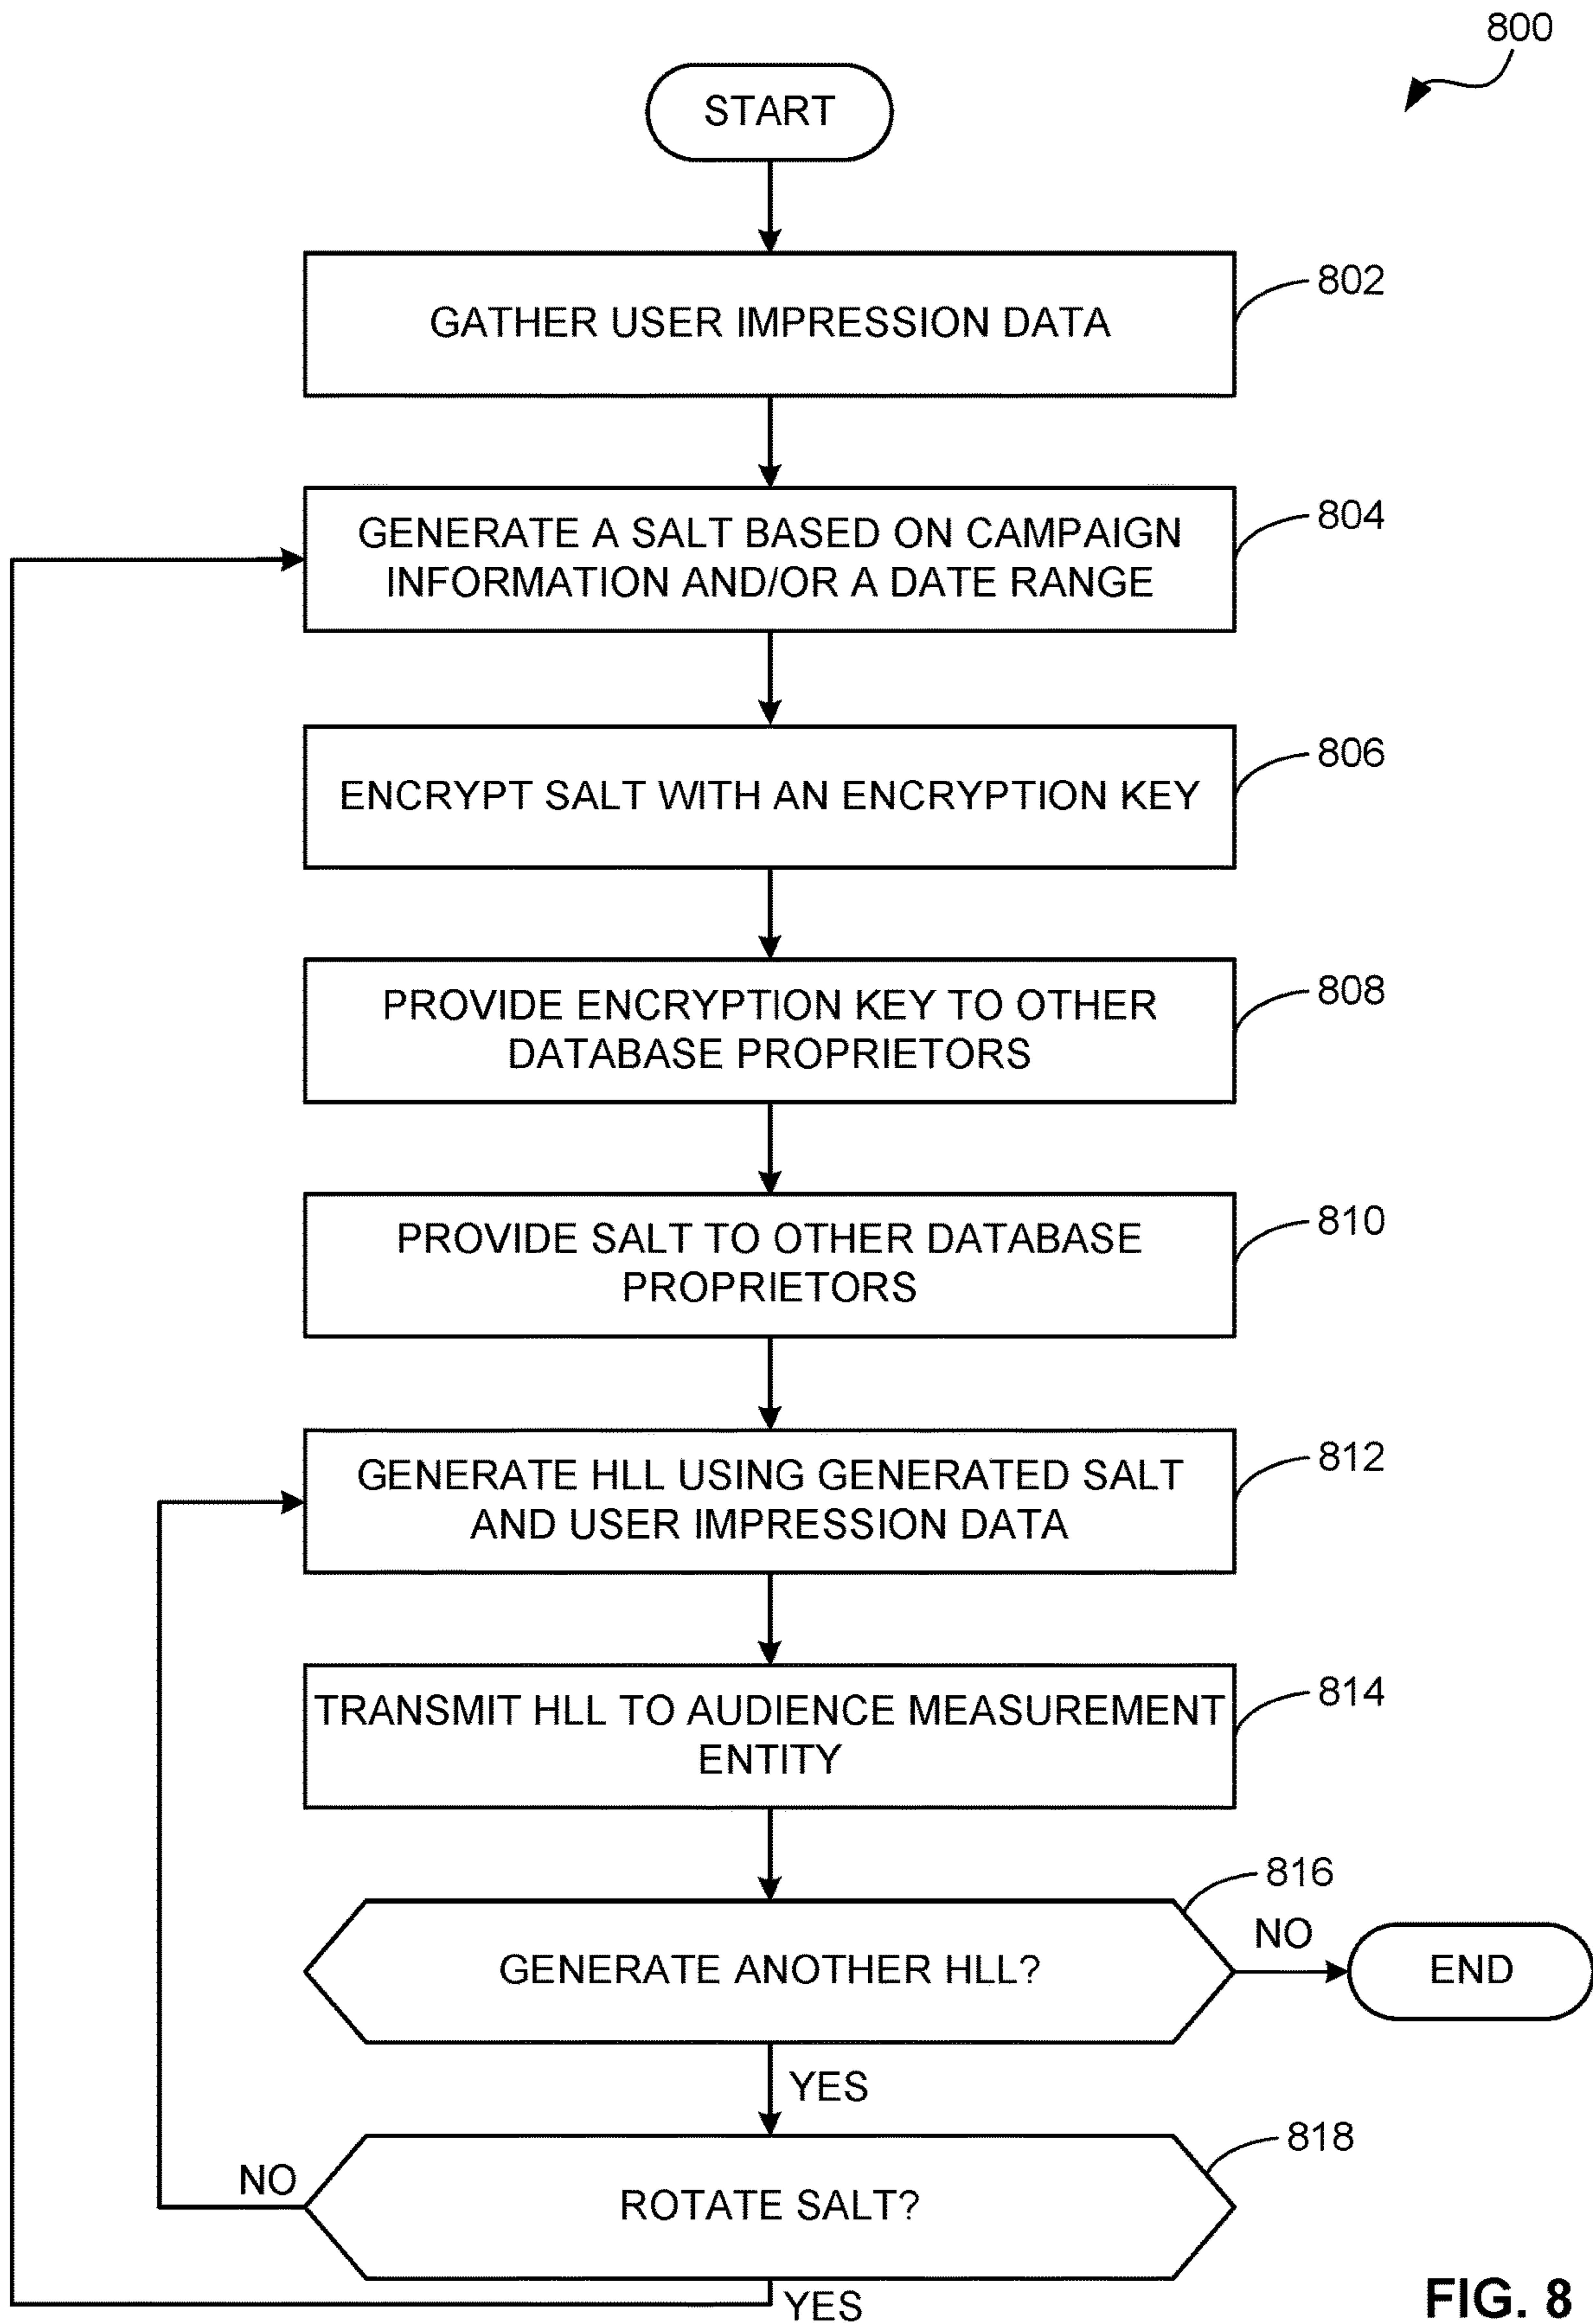 800
START
802
GATHER USER IMPRESSION DATA
804
GENERATE A SALT BASED ON CAMPAIGN
INFORMATION AND/OR A DATE RANGE
806
ENCRYPT SALT WITH AN ENCRYPTION KEY
808
PROVIDE ENCRYPTION KEY TO OTHER
DATABASE PROPRIETORS
810
PROVIDE SALT TO OTHER DATABASE
PROPRIETORS
812
GENERATE HLL USING GENERATED SALT
AND USER IMPRESSION DATA
814
TRANSMIT HLL TO AUDIENCE MEASUREMENT
ENTITY
816
GENERATE ANOTHER HLL?
NO
END
YES
818
NO
ROTATE SALT?
YES
FIG. 8